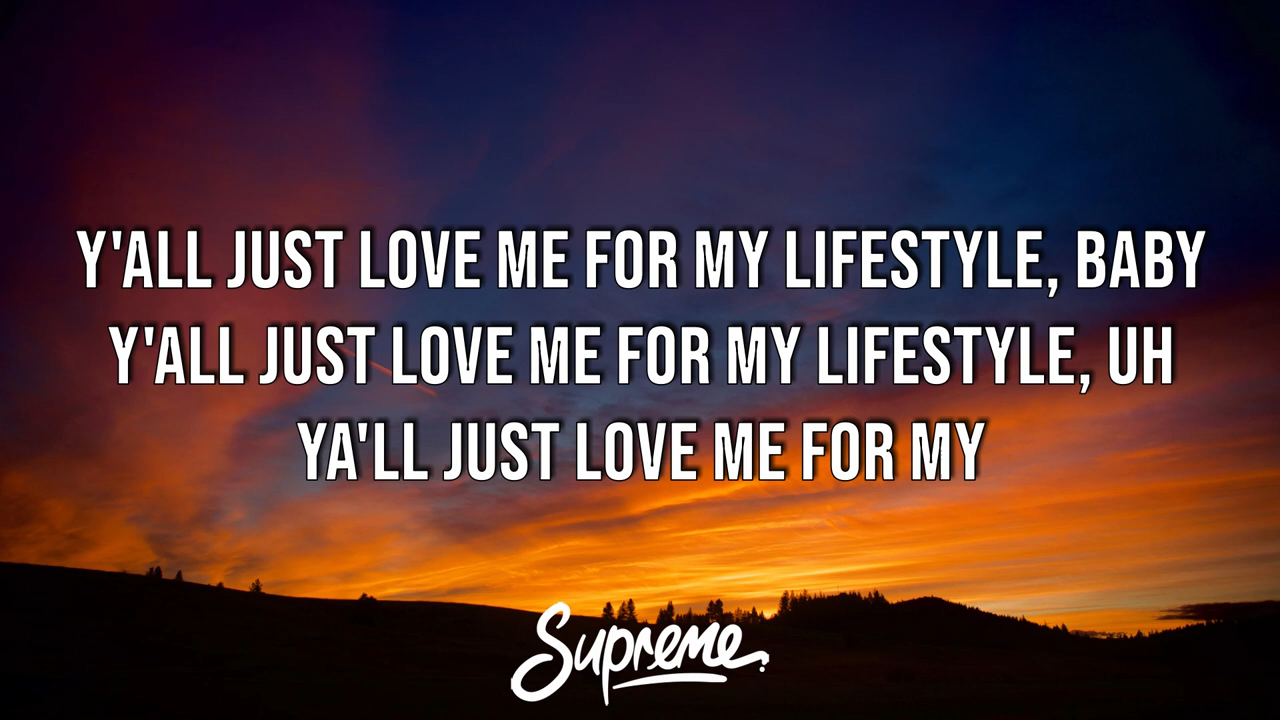 Y'ALL JUST LOVE ME FOR MY LIFESTYLE, BABY
Y'ALL JUST LOVE ME FOR MY LIFESTYLE, UH
YA'LL JUST LOVE ME FOR MY
Supreme.